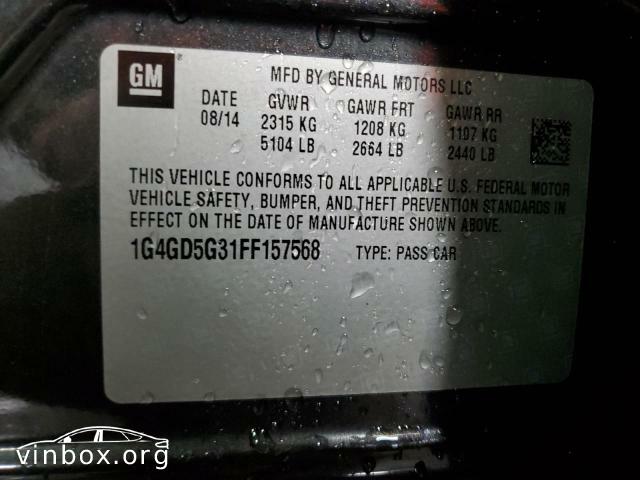 GM
MFD BY GENERAL MOTORS LLC
DATE GVWR GAWR FRT GAWR RR
08/14 2315 KG 1208 KG 1107 KG
5104 LB 2664 LB 2440 LB
THIS VEHICLE CONFORMS TO ALL APPLICABLE U.S. FEDERAL MOTOR
VEHICLE SAFETY, BUMPER, AND THEFT PREVENTION STANDARDS IN
EFFECT ON THE DATE OF MANUFACTURE SHOWN ABOVE.
1G4GD5G31FF157568 TYPE: PASS CAR
vinbox.org